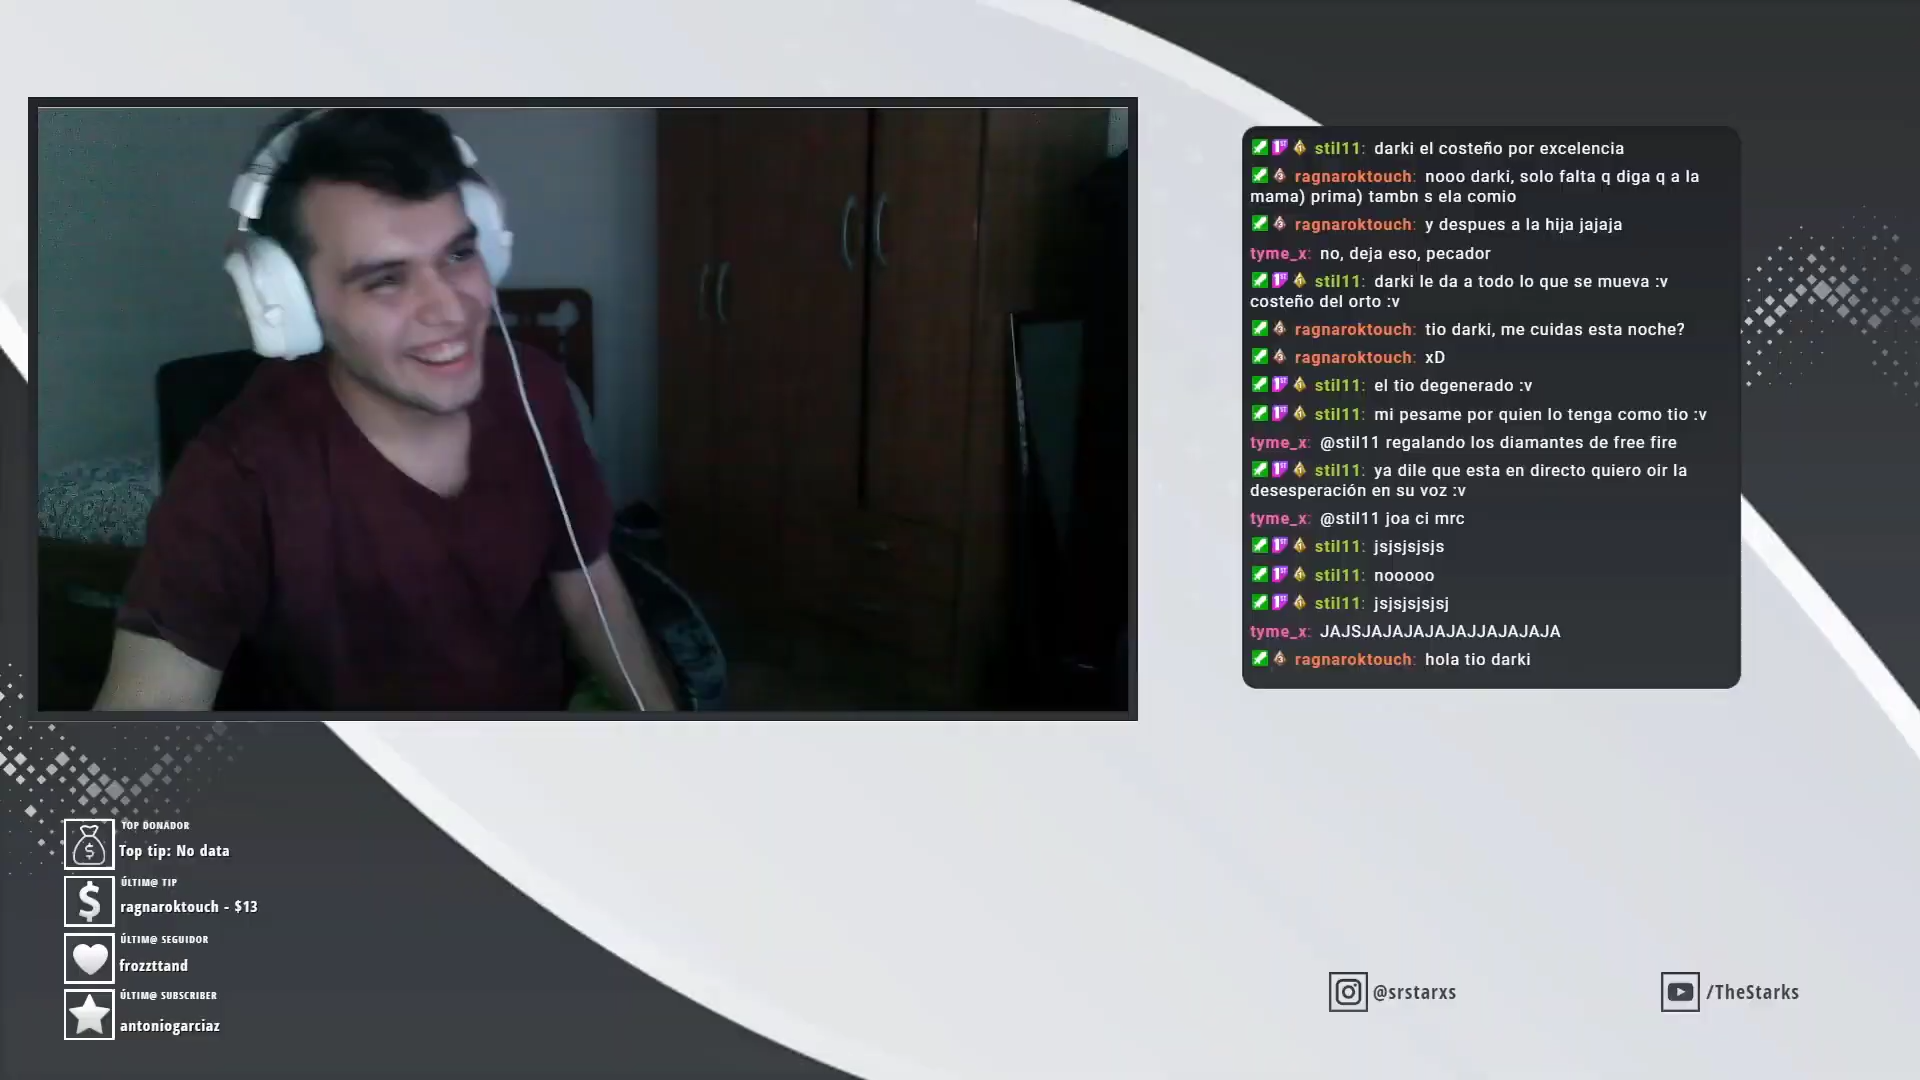 stil11: darki el costeño por excelencia
ragnaroktouch: nooo darki, solo falta q diga q a la
mama) prima) tambn s ela comio
ragnaroktouch: y despues a la hija jajaja
tyme_x: no, deja eso, pecador
stil11: darki le da a todo lo que se mueva :v
costeño del orto :v
ragnaroktouch: tio darki, me cuidas esta noche?
ragnaroktouch: xD
stil11: el tio degenerado :v
stil11: mi pesame por quien lo tenga como tio :v
tyme_x: @stil11 regalando los diamantes de free fire
stil11: ya dile que esta en directo quiero oir la
desesperación en su voz :v
tyme_x: @stil11 joa ci mrc
stil11: jsjsjsjsjs
stil11: nooooo
stil11: jsjsjsjsjsj
tyme_x: JAJSJAJAJAJAJAJJAJAJAJA
ragnaroktouch: hola tio darki
TOP DONADOR
Top tip: No data
ÚLTIM@ TIP
ragnaroktouch - $13
ÚLTIM@ SEGUIDOR
frozzttand
ÚLTIM@ SUBSCRIBER
antoniogarciaz
@srstarxs
/TheStarks